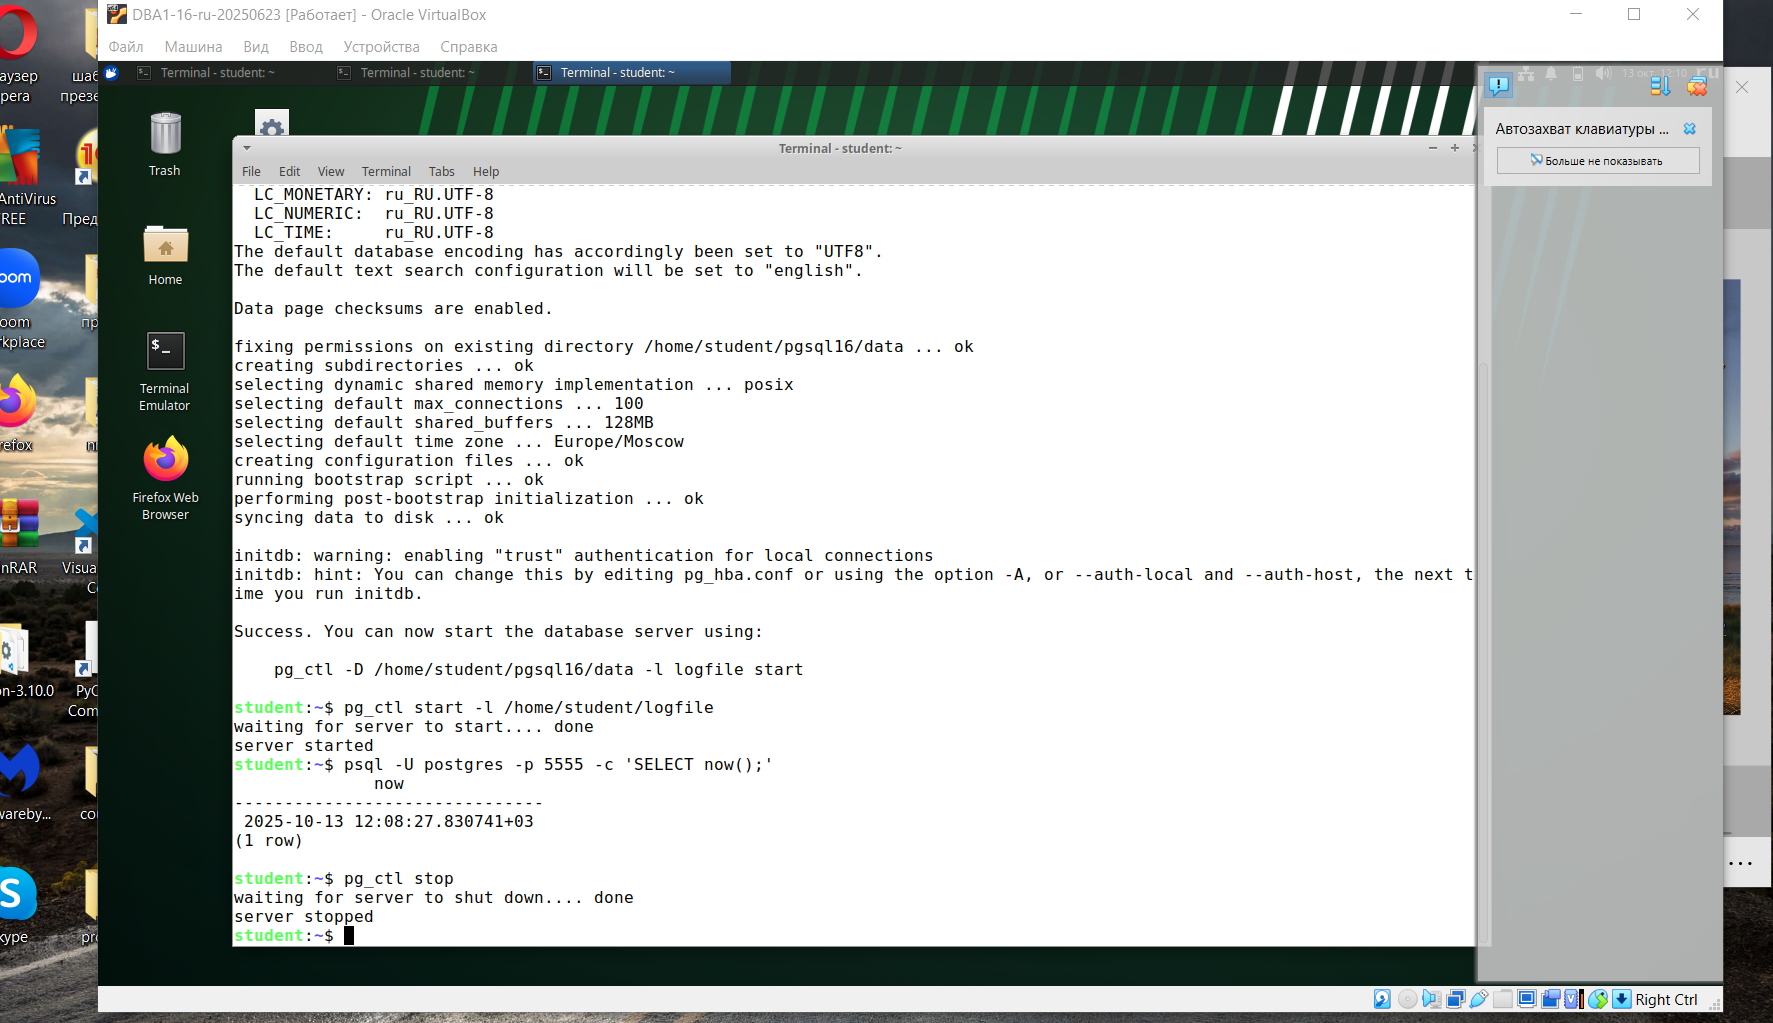 DBA1-16-ru-20250623 [Работает] - Oracle VirtualBox
Файл Машина Вид Ввод Устройства Справка
Terminal - student: ~
Terminal - student: ~
Terminal - student: ~
13 окт, 12:10
ru
Автозахват клавиатуры ...
Больше не показывать
Trash
Home
Terminal
Emulator
Firefox Web
Browser
Terminal - student: ~
File Edit View Terminal Tabs Help
LC_MONETARY: ru_RU.UTF-8
LC_NUMERIC: ru_RU.UTF-8
LC_TIME: ru_RU.UTF-8
The default database encoding has accordingly been set to "UTF8".
The default text search configuration will be set to "english".
Data page checksums are enabled.
fixing permissions on existing directory /home/student/pgsql16/data ... ok
creating subdirectories ... ok
selecting dynamic shared memory implementation ... posix
selecting default max_connections ... 100
selecting default shared_buffers ... 128MB
selecting default time zone ... Europe/Moscow
creating configuration files ... ok
running bootstrap script ... ok
performing post-bootstrap initialization ... ok
syncing data to disk ... ok
initdb: warning: enabling "trust" authentication for local connections
initdb: hint: You can change this by editing pg_hba.conf or using the option -A, or --auth-local and --auth-host, the next t
ime you run initdb.
Success. You can now start the database server using:
pg_ctl -D /home/student/pgsql16/data -l logfile start
student:~$ pg_ctl start -l /home/student/logfile
waiting for server to start.... done
server started
student:~$ psql -U postgres -p 5555 -c 'SELECT now();'
now
-------------------------------
2025-10-13 12:08:27.830741+03
(1 row)
student:~$ pg_ctl stop
waiting for server to shut down.... done
server stopped
student:~$
Right Ctrl
аузер
pera
шаб
презе
AntiVirus
REE
Пред
oom
oom
rkplace
пр
refox
nRAR
Visua
Co
on-3.10.0
PyC
Com
wareby...
cou
kype
pro